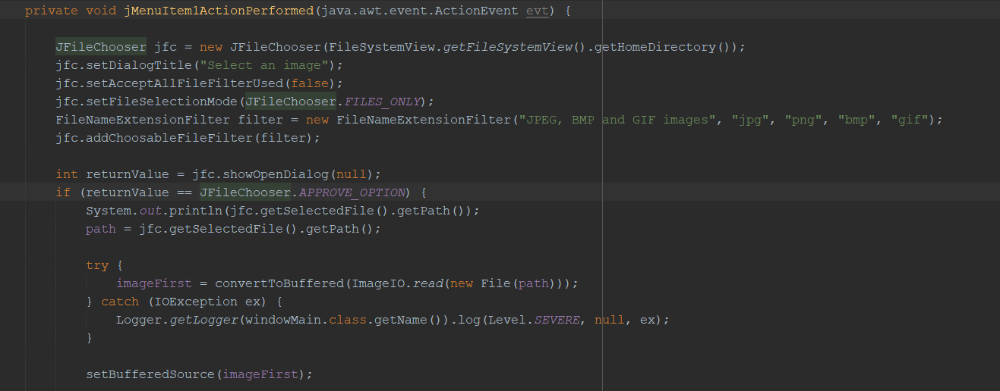 private void jMenuItem1ActionPerformed(java.awt.event.ActionEvent evt) {
JFileChooser jfc = new JFileChooser(FileSystemView.getFileSystemView().getHomeDirectory());
jfc.setDialogTitle("Select an image");
jfc.setAcceptAllFileFilterUsed(false);
jfc.setFileSelectionMode(JFileChooser.FILES_ONLY);
FileNameExtensionFilter filter = new FileNameExtensionFilter("JPEG, BMP and GIF images", "jpg", "png", "bmp", "gif");
jfc.addChoosableFileFilter(filter);
int returnValue = jfc.showOpenDialog(null);
if (returnValue == JFileChooser.APPROVE_OPTION) {
System.out.println(jfc.getSelectedFile().getPath());
path = jfc.getSelectedFile().getPath();
try {
imageFirst = convertToBuffered(ImageIO.read(new File(path)));
} catch (IOException ex) {
Logger.getLogger(windowMain.class.getName()).log(Level.SEVERE, null, ex);
}
setBufferedSource(imageFirst);